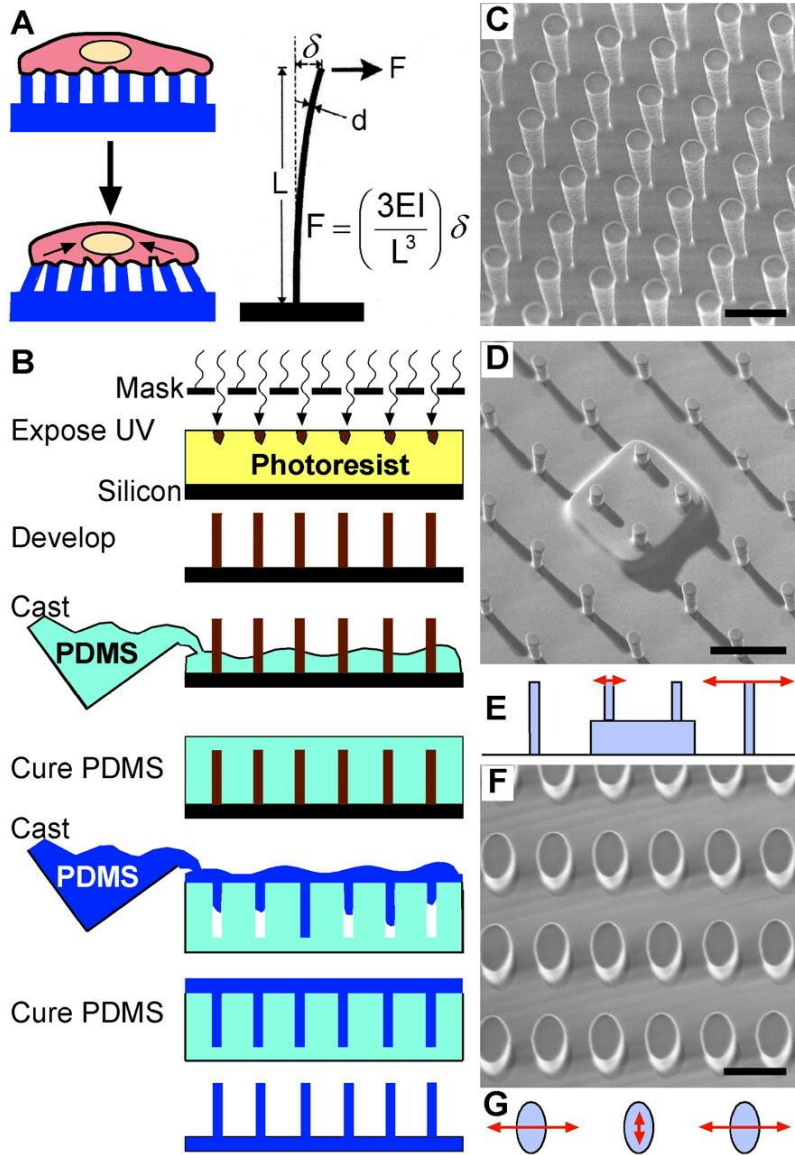 A
δ
F
d
L
F = (3EI / L³) δ
B
Mask
Expose UV
Photoresist
Silicon
Develop
Cast
PDMS
Cure PDMS
Cast
PDMS
Cure PDMS
C
D
E
F
G